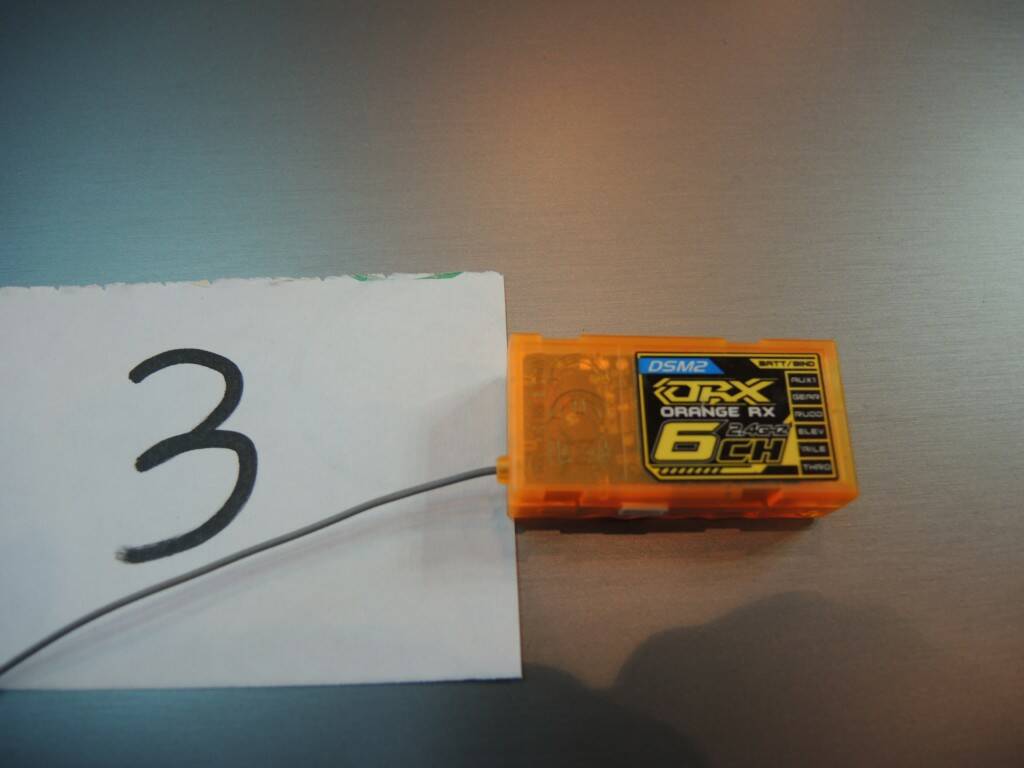 3
DSM2
BATT/BIND
ORX
ORANGE RX
6CH
2.4GHz
AUX1
GEAR
RUDD
ELEV
AILE
THRO